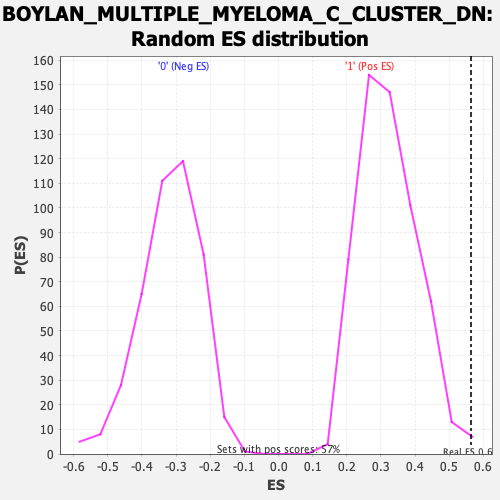 BOYLAN_MULTIPLE_MYELOMA_C_CLUSTER_DN:
Random ES distribution
'0' (Neg ES)
'1' (Pos ES)
160
150
140
130
120
110
100
90
80
70
60
50
40
30
20
10
0
P(ES)
Sets with pos scores: 57%
Real ES 0.6
-0.6 -0.5 -0.4 -0.3 -0.2 -0.1 0.0 0.1 0.2 0.3 0.4 0.5 0.6
ES